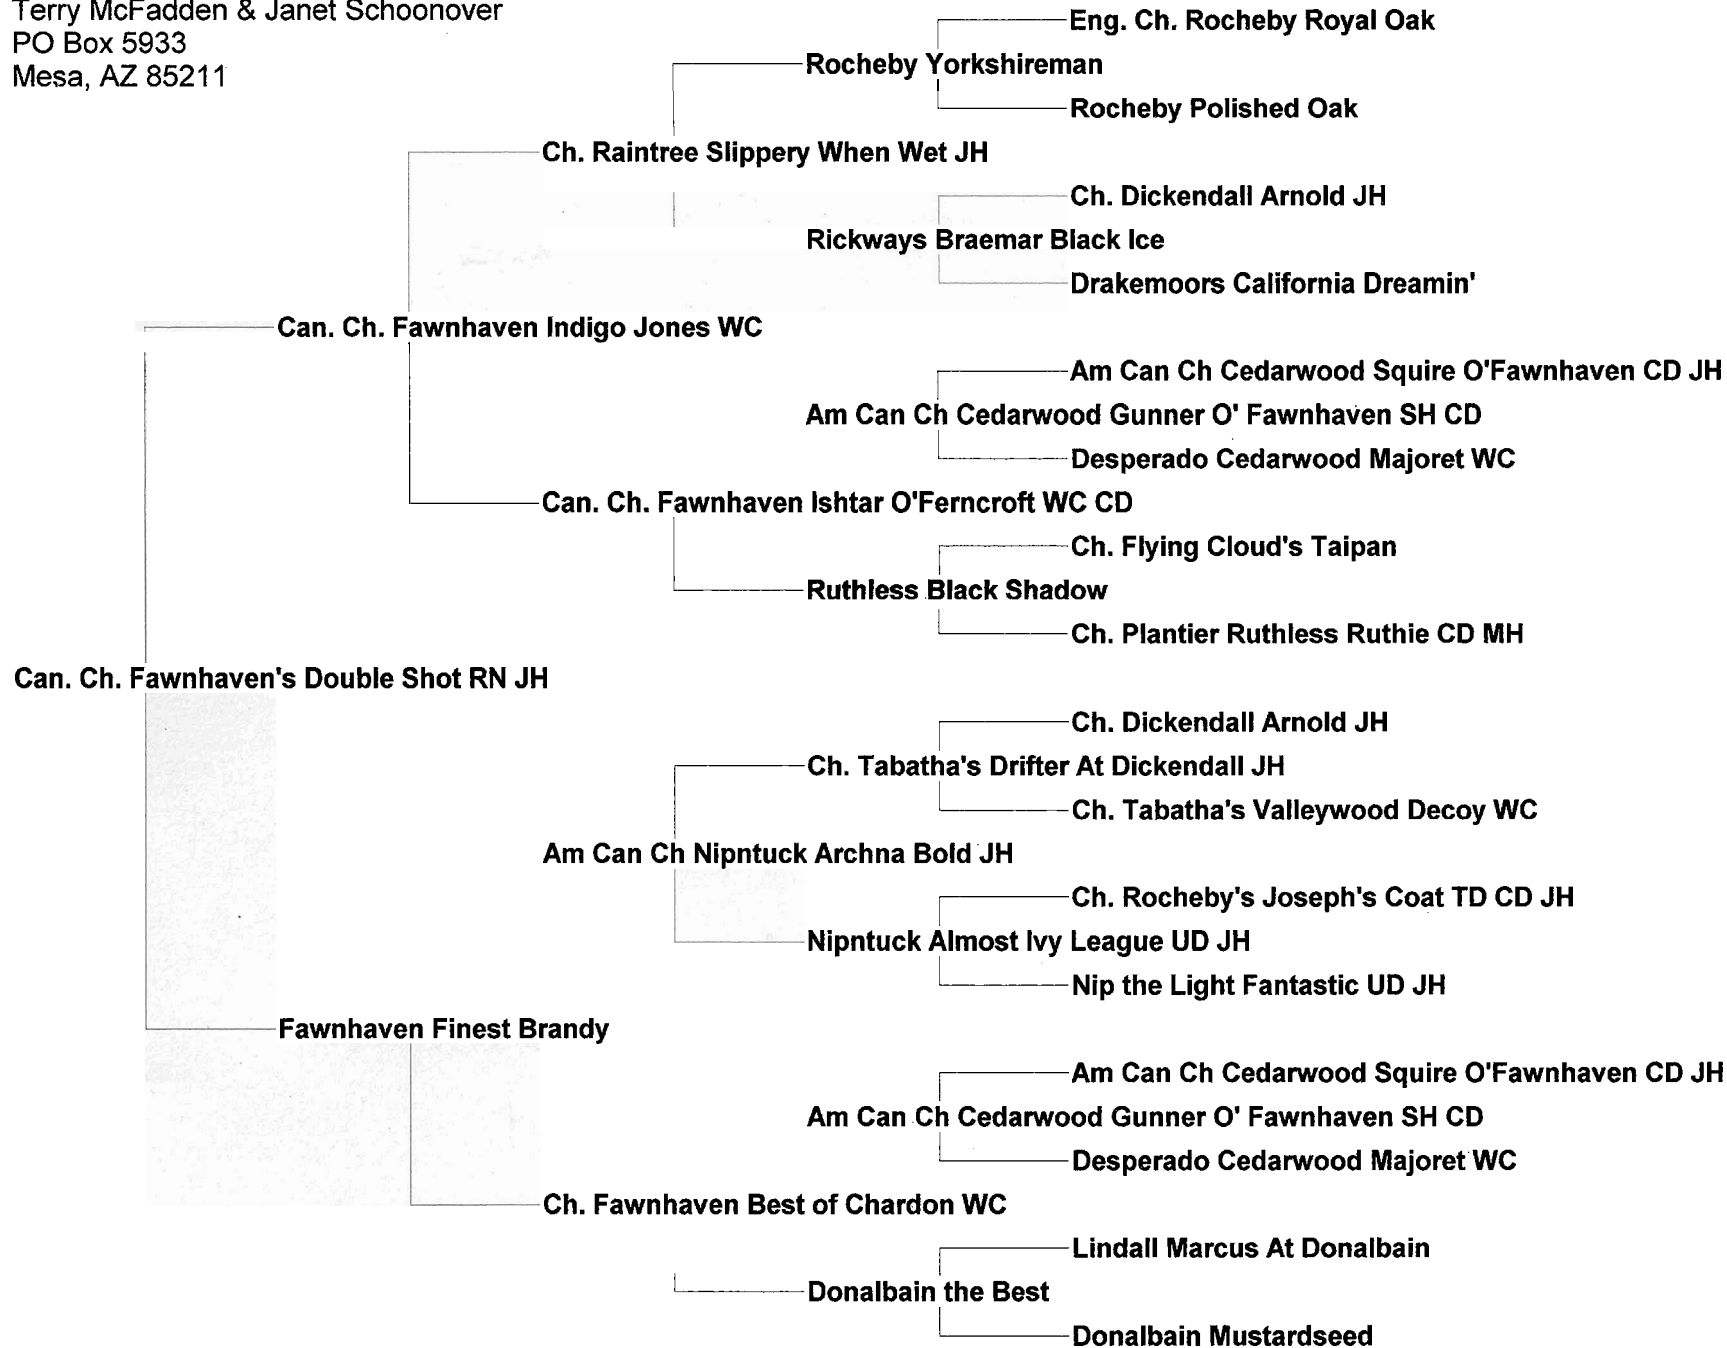 Terry McFadden & Janet Schoonover
PO Box 5933
Mesa, AZ 85211
Eng. Ch. Rocheby Royal Oak
Rocheby Yorkshireman
Rocheby Polished Oak
Ch. Raintree Slippery When Wet JH
Ch. Dickendall Arnold JH
Rickways Braemar Black Ice
Drakemoors California Dreamin'
Can. Ch. Fawnhaven Indigo Jones WC
Am Can Ch Cedarwood Squire O'Fawnhaven CD JH
Am Can Ch Cedarwood Gunner O' Fawnhaven SH CD
Desperado Cedarwood Majoret WC
Can. Ch. Fawnhaven Ishtar O'Ferncroft WC CD
Ch. Flying Cloud's Taipan
Ruthless Black Shadow
Ch. Plantier Ruthless Ruthie CD MH
Can. Ch. Fawnhaven's Double Shot RN JH
Ch. Dickendall Arnold JH
Ch. Tabatha's Drifter At Dickendall JH
Ch. Tabatha's Valleywood Decoy WC
Am Can Ch Nipntuck Archna Bold JH
Ch. Rocheby's Joseph's Coat TD CD JH
Nipntuck Almost Ivy League UD JH
Nip the Light Fantastic UD JH
Fawnhaven Finest Brandy
Am Can Ch Cedarwood Squire O'Fawnhaven CD JH
Am Can Ch Cedarwood Gunner O' Fawnhaven SH CD
Desperado Cedarwood Majoret WC
Ch. Fawnhaven Best of Chardon WC
Lindall Marcus At Donalbain
Donalbain the Best
Donalbain Mustardseed